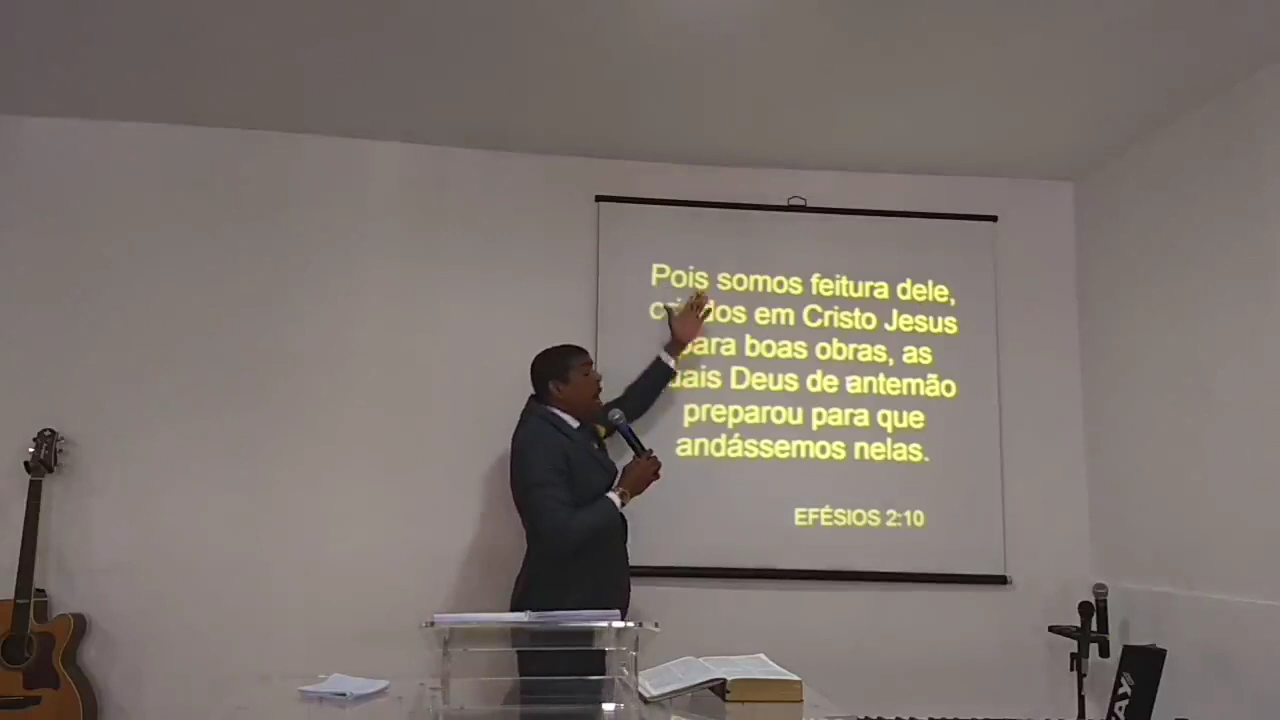 Pois somos feitura dele,
em Cristo Jesus
boas obras, as
Deus de antemão
preparou para que
andássemos nelas.
EFÉSIOS 2:10